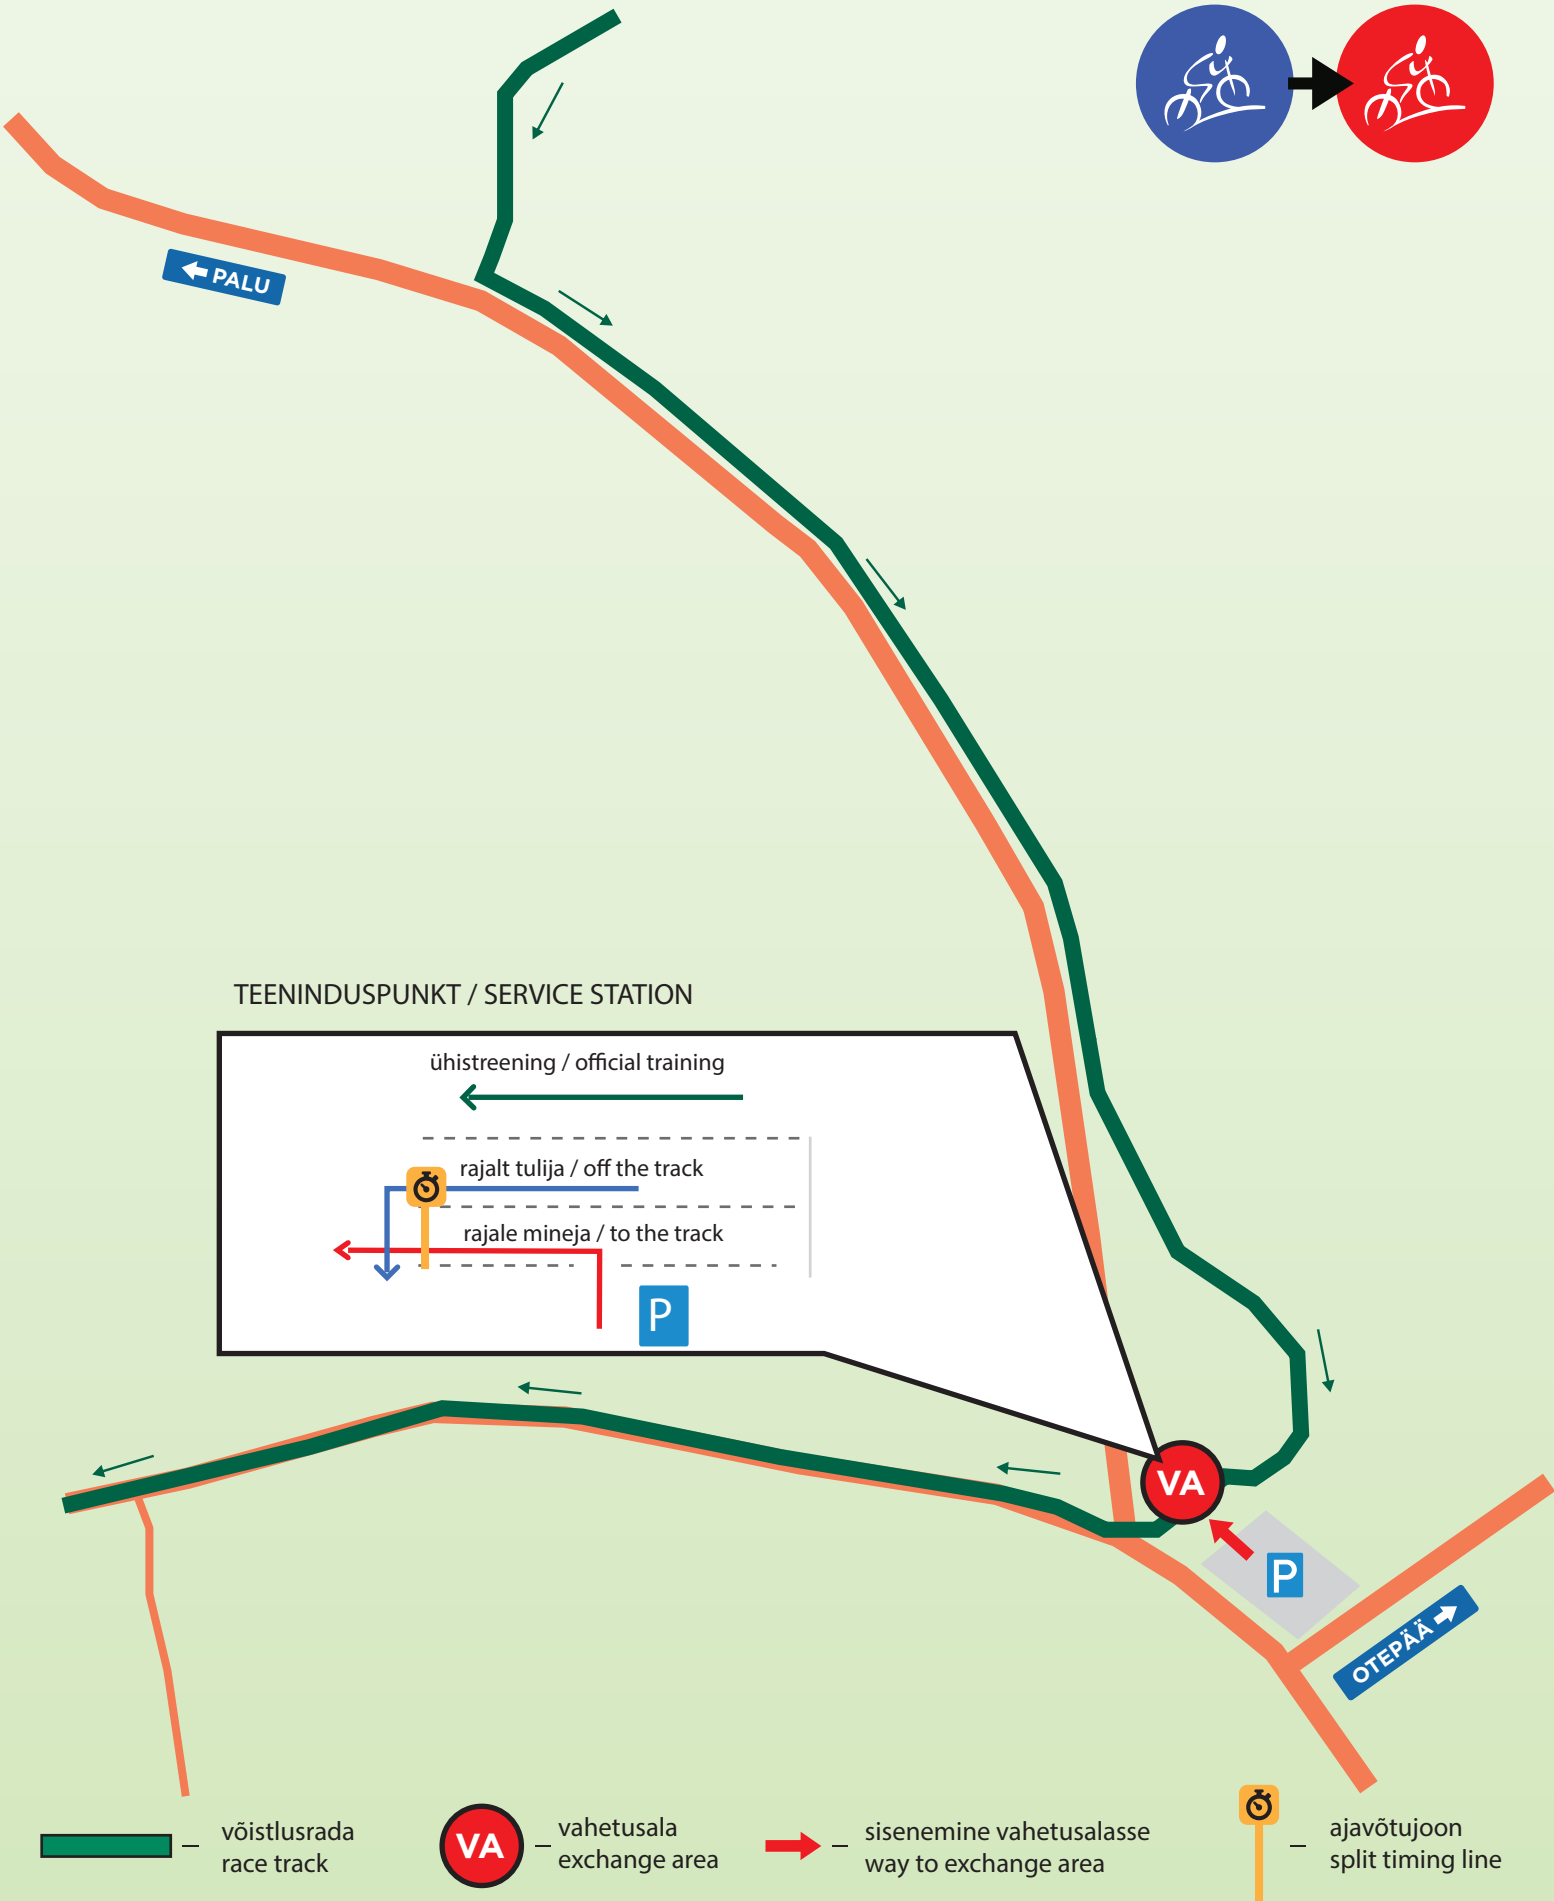 PALU
TEENINDUSPUNKT / SERVICE STATION
ühistreening / official training
rajalt tulija / off the track
rajale mineja / to the track
P
VA
P
OTEPÄÄ
võistlusrada
race track
VA
vahetusala
exchange area
sisenemine vahetusalasse
way to exchange area
ajavõtujoon
split timing line